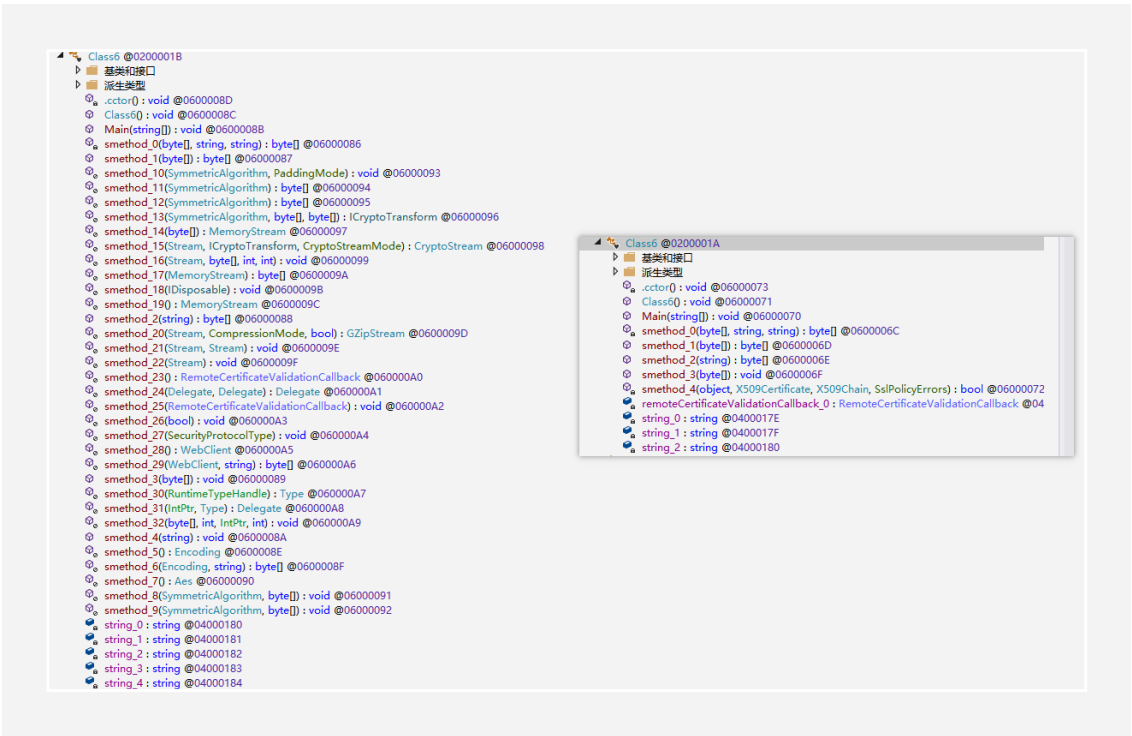 Class6 @0200001B
基类和接口
派生类型
.cctor() : void @0600008D
Class6() : void @0600008C
Main(string[]) : void @0600008B
smethod_0(byte[], string, string) : byte[] @06000086
smethod_1(byte[]) : byte[] @06000087
smethod_10(SymmetricAlgorithm, PaddingMode) : void @06000093
smethod_11(SymmetricAlgorithm) : byte[] @06000094
smethod_12(SymmetricAlgorithm) : byte[] @06000095
smethod_13(SymmetricAlgorithm, byte[], byte[]) : ICryptoTransform @06000096
smethod_14(byte[]) : MemoryStream @06000097
smethod_15(Stream, ICryptoTransform, CryptoStreamMode) : CryptoStream @06000098
smethod_16(Stream, byte[], int, int) : void @06000099
smethod_17(MemoryStream) : byte[] @0600009A
smethod_18(IDisposable) : void @0600009B
smethod_19() : MemoryStream @0600009C
smethod_2(string) : byte[] @06000088
smethod_20(Stream, CompressionMode, bool) : GZipStream @0600009D
smethod_21(Stream, Stream) : void @0600009E
smethod_22(Stream) : void @0600009F
smethod_23() : RemoteCertificateValidationCallback @060000A0
smethod_24(Delegate, Delegate) : Delegate @060000A1
smethod_25(RemoteCertificateValidationCallback) : void @060000A2
smethod_26(bool) : void @060000A3
smethod_27(SecurityProtocolType) : void @060000A4
smethod_28() : WebClient @060000A5
smethod_29(WebClient, string) : byte[] @060000A6
smethod_3(byte[]) : void @06000089
smethod_30(RuntimeTypeHandle) : Type @060000A7
smethod_31(IntPtr, Type) : Delegate @060000A8
smethod_32(byte[], int, IntPtr, int) : void @060000A9
smethod_4(string) : void @0600008A
smethod_5() : Encoding @0600008E
smethod_6(Encoding, string) : byte[] @0600008F
smethod_7() : Aes @06000090
smethod_8(SymmetricAlgorithm, byte[]) : void @06000091
smethod_9(SymmetricAlgorithm, byte[]) : void @06000092
string_0 : string @04000180
string_1 : string @04000181
string_2 : string @04000182
string_3 : string @04000183
string_4 : string @04000184
Class6 @0200001A
基类和接口
派生类型
.cctor() : void @06000073
Class6() : void @06000071
Main(string[]) : void @06000070
smethod_0(byte[], string, string) : byte[] @0600006C
smethod_1(byte[]) : byte[] @0600006D
smethod_2(string) : byte[] @0600006E
smethod_3(byte[]) : void @0600006F
smethod_4(object, X509Certificate, X509Chain, SslPolicyErrors) : bool @06000072
remoteCertificateValidationCallback_0 : RemoteCertificateValidationCallback @04
string_0 : string @0400017E
string_1 : string @0400017F
string_2 : string @04000180